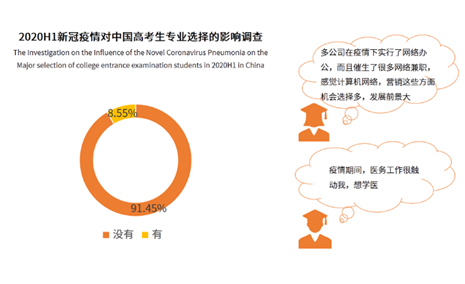 2020H1新冠疫情对中国高考生专业选择的影响调查
The Investigation on the Influence of the Novel Coronavirus Pneumonia on the
Major selection of college entrance examination students in 2020H1 in China
8.55%
91.45%
没有 有
多公司在疫情下实行了网络办
公，而且催生了很多网络兼职，
感觉计算机网络，营销这些方面
机会选择多，发展前景大
疫情期间，医务工作很触
动我，想学医